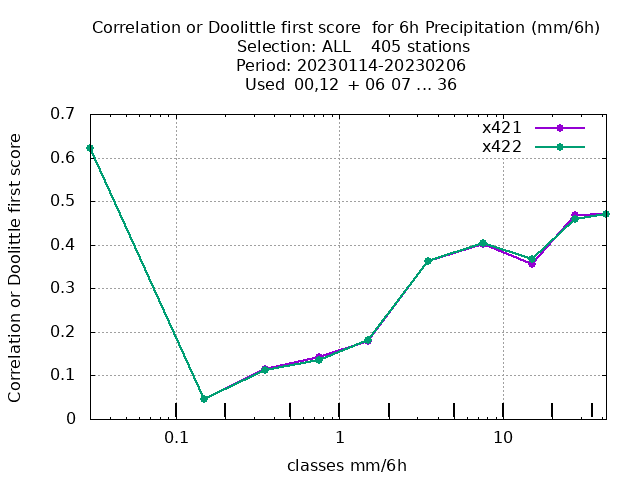 Correlation or Doolittle first score  for 6h Precipitation (mm/6h)
Selection: ALL    405 stations
Period: 20230114-20230206
Used  00,12  + 06 07 ... 36
0.7
0.6
0.5
0.4
0.3
0.2
0.1
0
x421
x422
Correlation or Doolittle first score
0.1
1
10
classes mm/6h